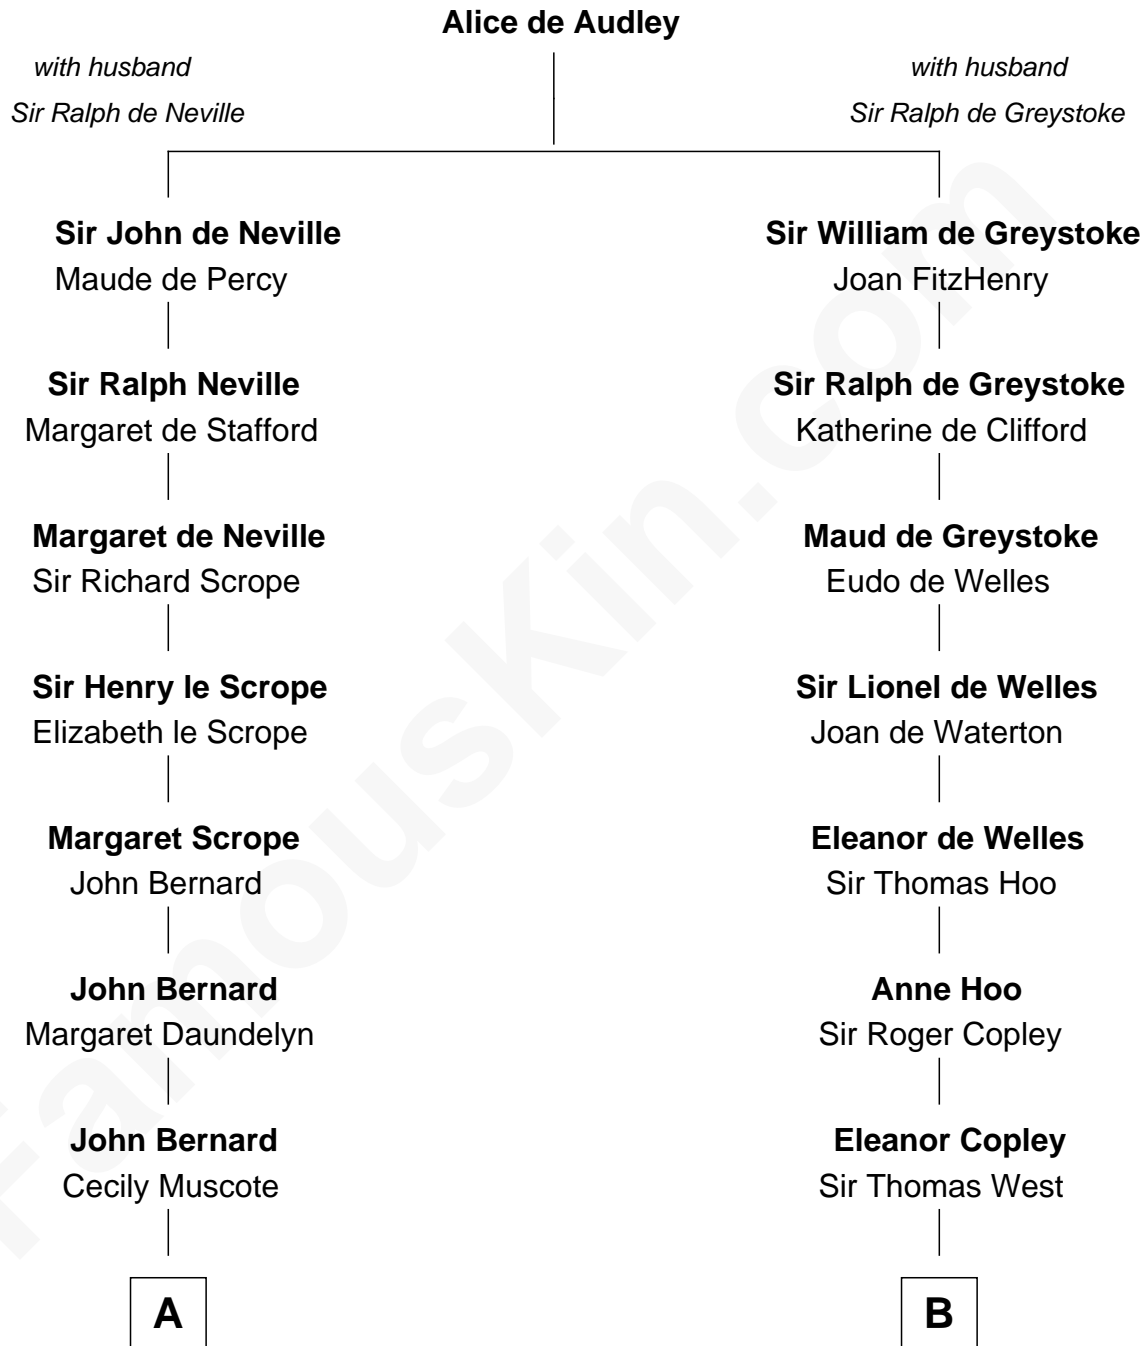 Alice de Audley
with husband
Sir Ralph de Neville
with husband
Sir Ralph de Greystoke
Sir John de Neville
Maude de Percy
Sir William de Greystoke
Joan FitzHenry
Sir Ralph Neville
Margaret de Stafford
Sir Ralph de Greystoke
Katherine de Clifford
Margaret de Neville
Sir Richard Scrope
Maud de Greystoke
Eudo de Welles
Sir Henry le Scrope
Elizabeth le Scrope
Sir Lionel de Welles
Joan de Waterton
Margaret Scrope
John Bernard
Eleanor de Welles
Sir Thomas Hoo
John Bernard
Margaret Daundelyn
Anne Hoo
Sir Roger Copley
John Bernard
Cecily Muscote
Eleanor Copley
Sir Thomas West
A
B
FamousKin.com